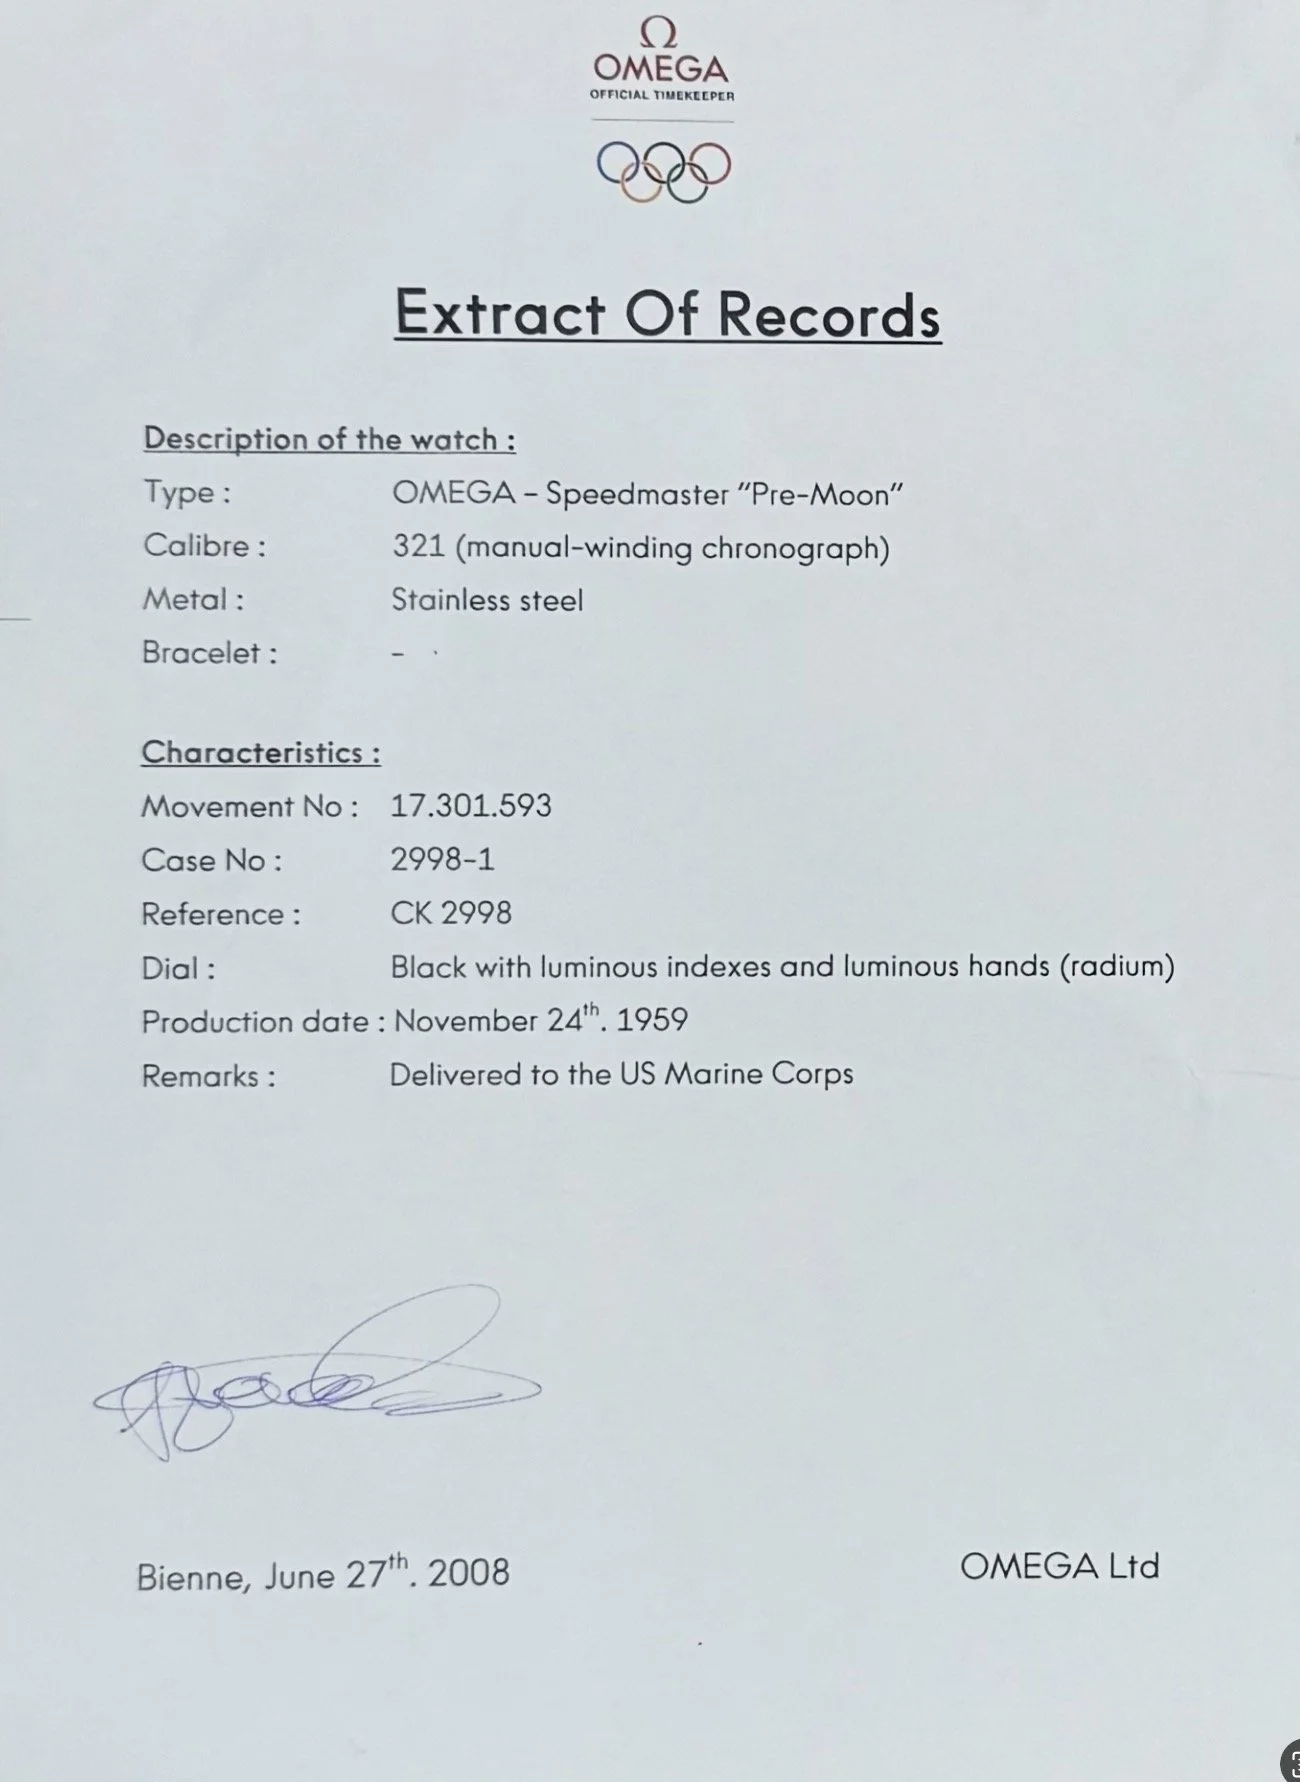 Ω
OMEGA
OFFICIAL TIMEKEEPER
Extract Of Records
Description of the watch :
Type : OMEGA – Speedmaster “Pre-Moon”
Calibre : 321 (manual-winding chronograph)
Metal : Stainless steel
Bracelet : –
Characteristics :
Movement No : 17.301.593
Case No : 2998-1
Reference : CK 2998
Dial : Black with luminous indexes and luminous hands (radium)
Production date : November 24th. 1959
Remarks : Delivered to the US Marine Corps
Bienne, June 27th. 2008
OMEGA Ltd